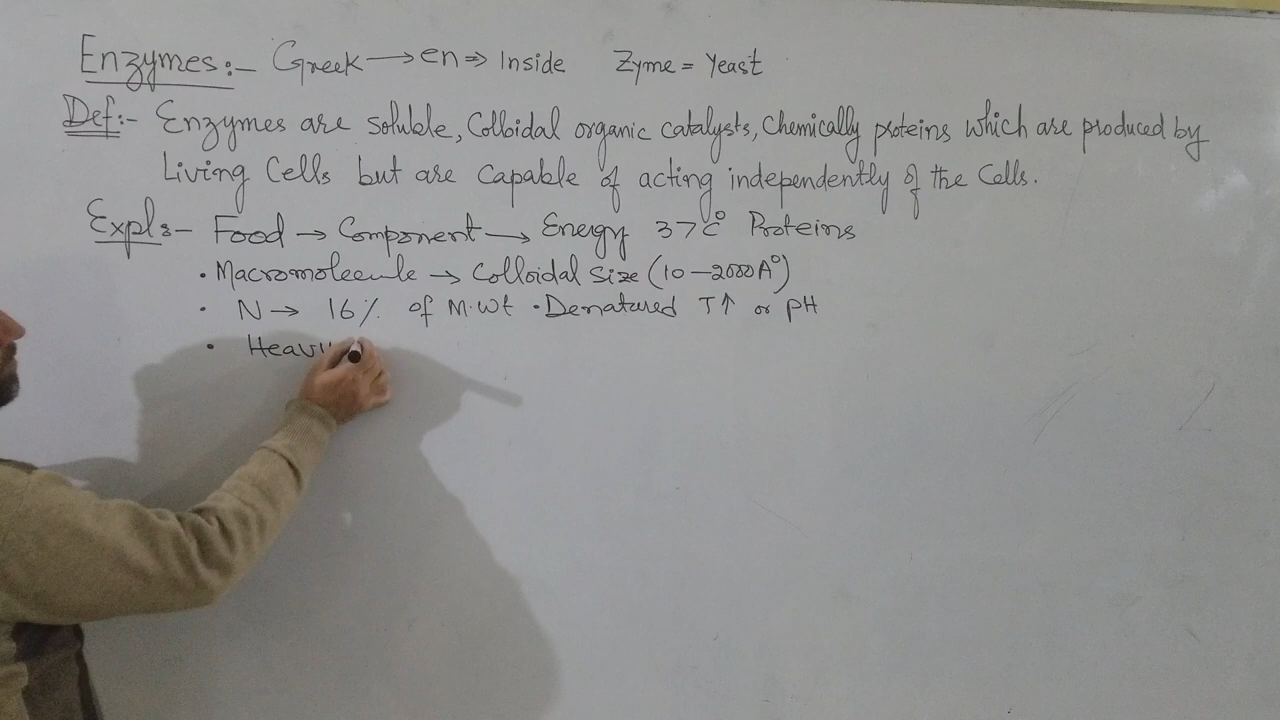 Enzymes:- Greek → en ⇒ Inside Zyme = Yeast
Def:- Enzymes are soluble, Colloidal organic catalysts, Chemically proteins which are produced by
Living Cells but are capable of acting independently of the Cells.
Expl:- Food → Component → Energy 37C° Proteins
• Macromolecule → Colloidal Size (10-2000A°)
• N → 16% of M.Wt • Denatured T↑ or pH
• Heavy